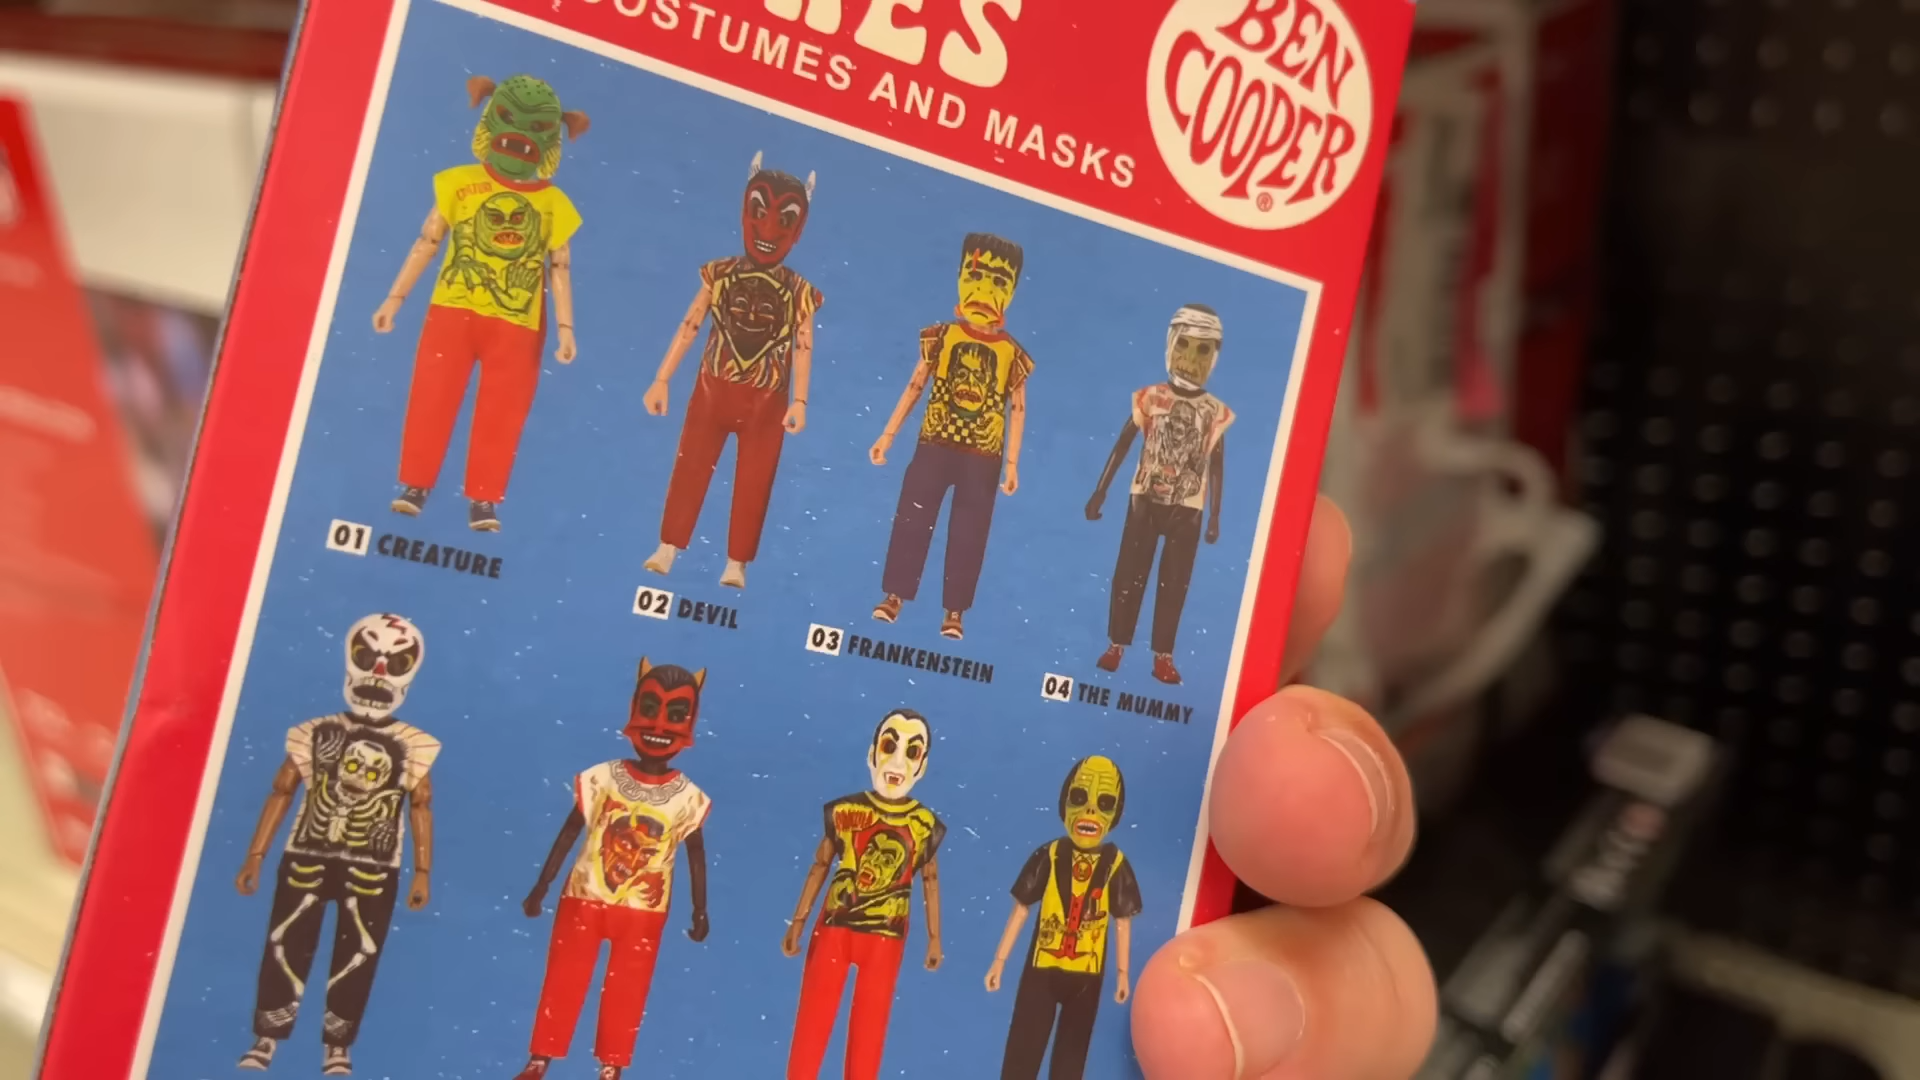 COSTUMES AND MASKS
BEN
COOPER
®
01 CREATURE
02 DEVIL
03 FRANKENSTEIN
04 THE MUMMY